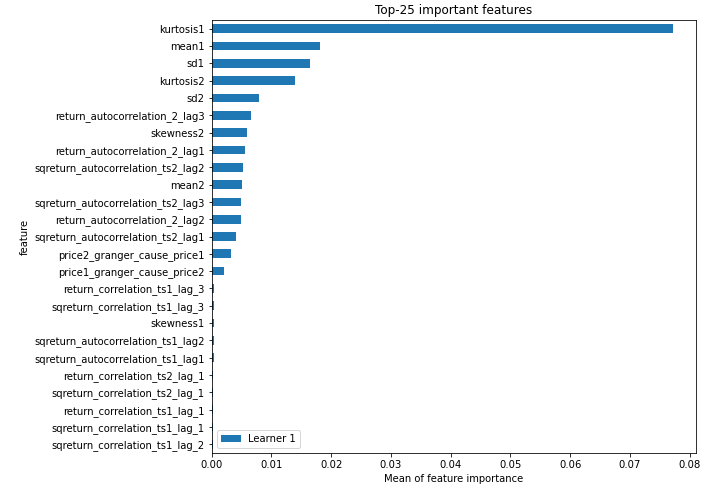 Top-25 important features
kurtosis1
mean1
sd1
kurtosis2
sd2
return_autocorrelation_2_lag3
skewness2
return_autocorrelation_2_lag1
sqreturn_autocorrelation_ts2_lag2
mean2
sqreturn_autocorrelation_ts2_lag3
return_autocorrelation_2_lag2
sqreturn_autocorrelation_ts2_lag1
price2_granger_cause_price1
price1_granger_cause_price2
return_correlation_ts1_lag_3
sqreturn_correlation_ts1_lag_3
skewness1
sqreturn_autocorrelation_ts1_lag2
sqreturn_autocorrelation_ts1_lag1
return_correlation_ts2_lag_1
sqreturn_correlation_ts2_lag_1
return_correlation_ts1_lag_1
sqreturn_correlation_ts1_lag_1
sqreturn_correlation_ts1_lag_2
feature
Learner 1
0.00 0.01 0.02 0.03 0.04 0.05 0.06 0.07 0.08
Mean of feature importance